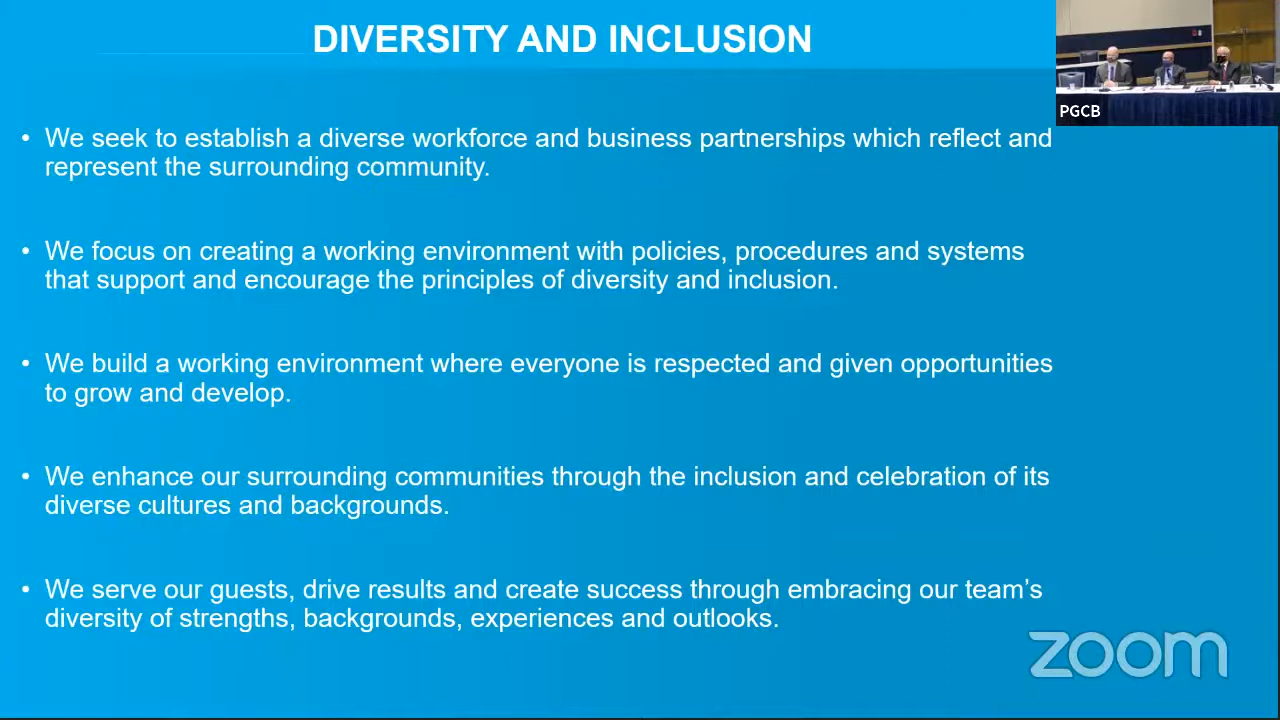 DIVERSITY AND INCLUSION
PGCB
• We seek to establish a diverse workforce and business partnerships which reflect and
represent the surrounding community.
• We focus on creating a working environment with policies, procedures and systems
that support and encourage the principles of diversity and inclusion.
• We build a working environment where everyone is respected and given opportunities
to grow and develop.
• We enhance our surrounding communities through the inclusion and celebration of its
diverse cultures and backgrounds.
• We serve our guests, drive results and create success through embracing our team’s
diversity of strengths, backgrounds, experiences and outlooks.
zoom